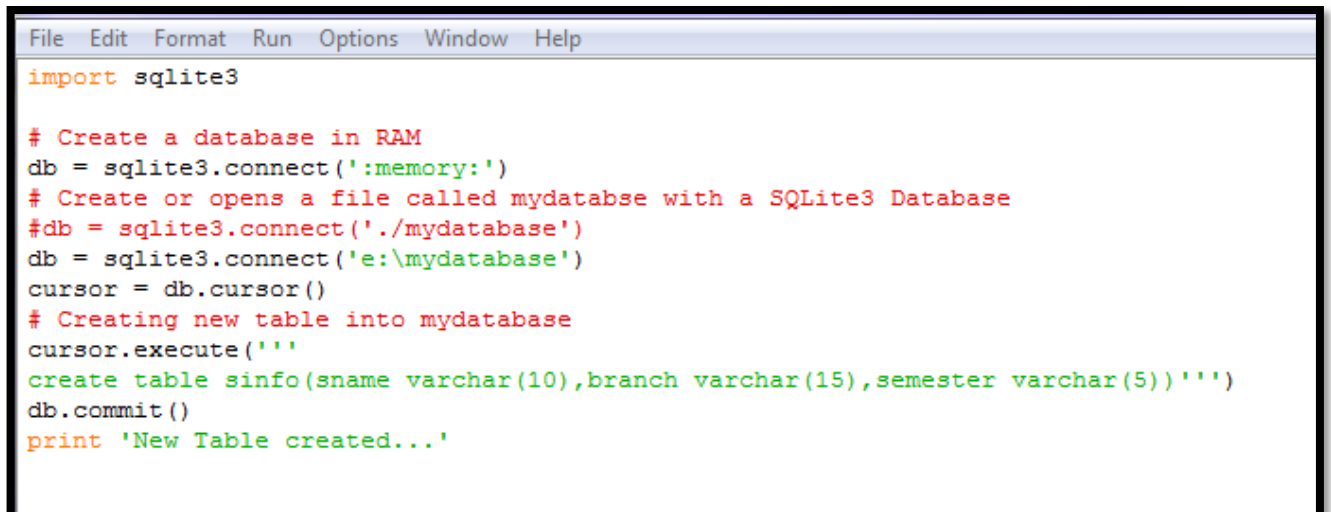 File Edit Format Run Options Window Help
import sqlite3
# Create a database in RAM
db = sqlite3.connect(':memory:')
# Create or opens a file called mydatabse with a SQLite3 Database
#db = sqlite3.connect('./mydatabase')
db = sqlite3.connect('e:\mydatabase')
cursor = db.cursor()
# Creating new table into mydatabase
cursor.execute('''
create table sinfo(sname varchar(10),branch varchar(15),semester varchar(5))''')
db.commit()
print 'New Table created...'